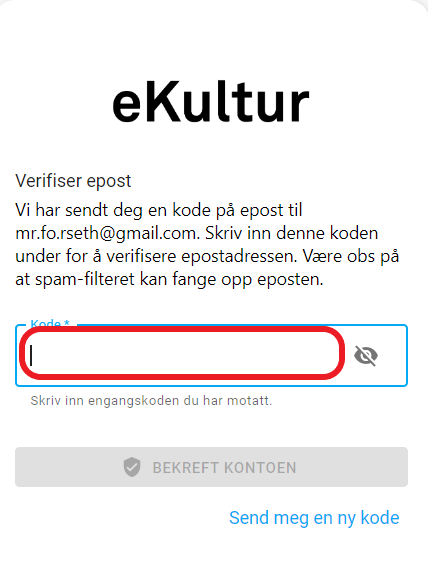 eKultur
Verifiser epost
Vi har sendt deg en kode på epost til
mr.fo.rseth@gmail.com. Skriv inn denne koden
under for å verifisere epostadressen. Være obs på
at spam-filteret kan fange opp eposten.
Kode *
Skriv inn engangskoden du har motatt.
BEKREFT KONTOEN
Send meg en ny kode